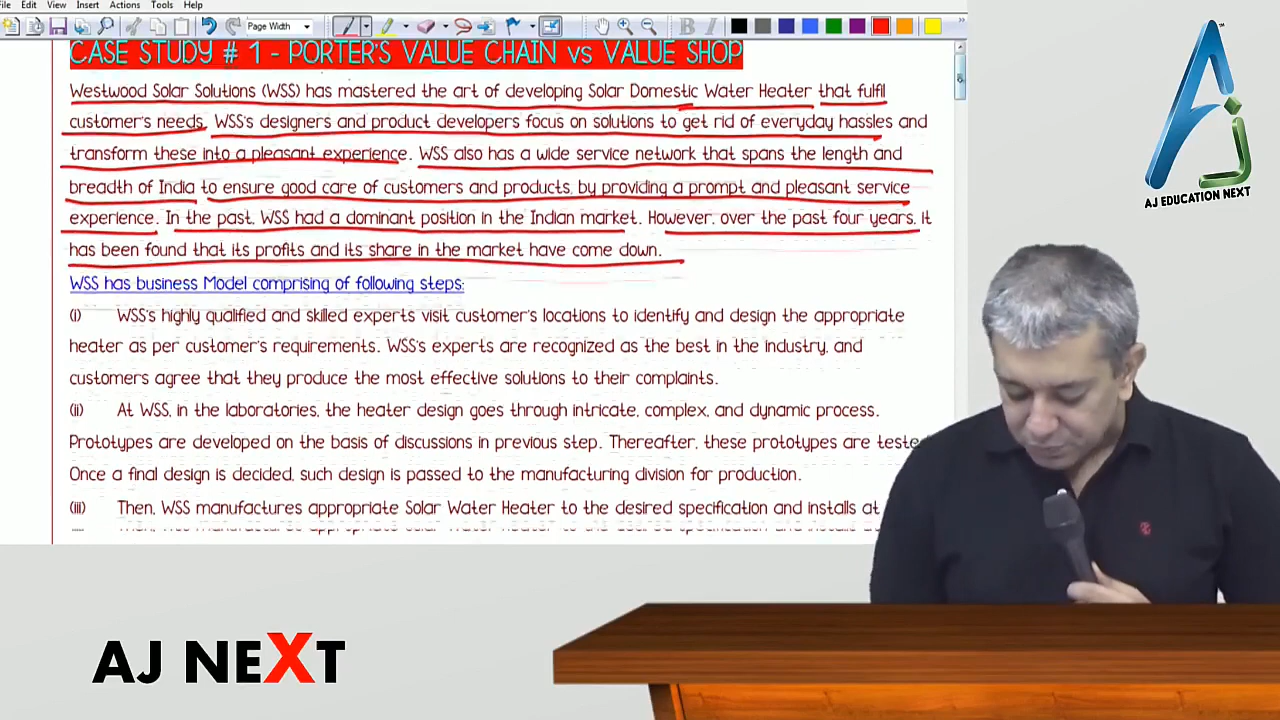 File Edit View Insert Actions Tools Help
Page Width
B I
CASE STUDY # 1 - PORTER'S VALUE CHAIN vs VALUE SHOP
Westwood Solar Solutions (WSS) has mastered the art of developing Solar Domestic Water Heater that fulfil
customer's needs. WSS's designers and product developers focus on solutions to get rid of everyday hassles and
transform these into a pleasant experience. WSS also has a wide service network that spans the length and
breadth of India to ensure good care of customers and products, by providing a prompt and pleasant service
experience. In the past, WSS had a dominant position in the Indian market. However, over the past four years, it
has been found that its profits and its share in the market have come down.
WSS has business Model comprising of following steps:
(i) WSS's highly qualified and skilled experts visit customer's locations to identify and design the appropriate
heater as per customer's requirements. WSS's experts are recognized as the best in the industry, and
customers agree that they produce the most effective solutions to their complaints.
(ii) At WSS, in the laboratories, the heater design goes through intricate, complex, and dynamic process.
Prototypes are developed on the basis of discussions in previous step. Thereafter, these prototypes are tested
Once a final design is decided, such design is passed to the manufacturing division for production.
(iii) Then, WSS manufactures appropriate Solar Water Heater to the desired specification and installs at
AJ EDUCATION NEXT
AJ NEXT